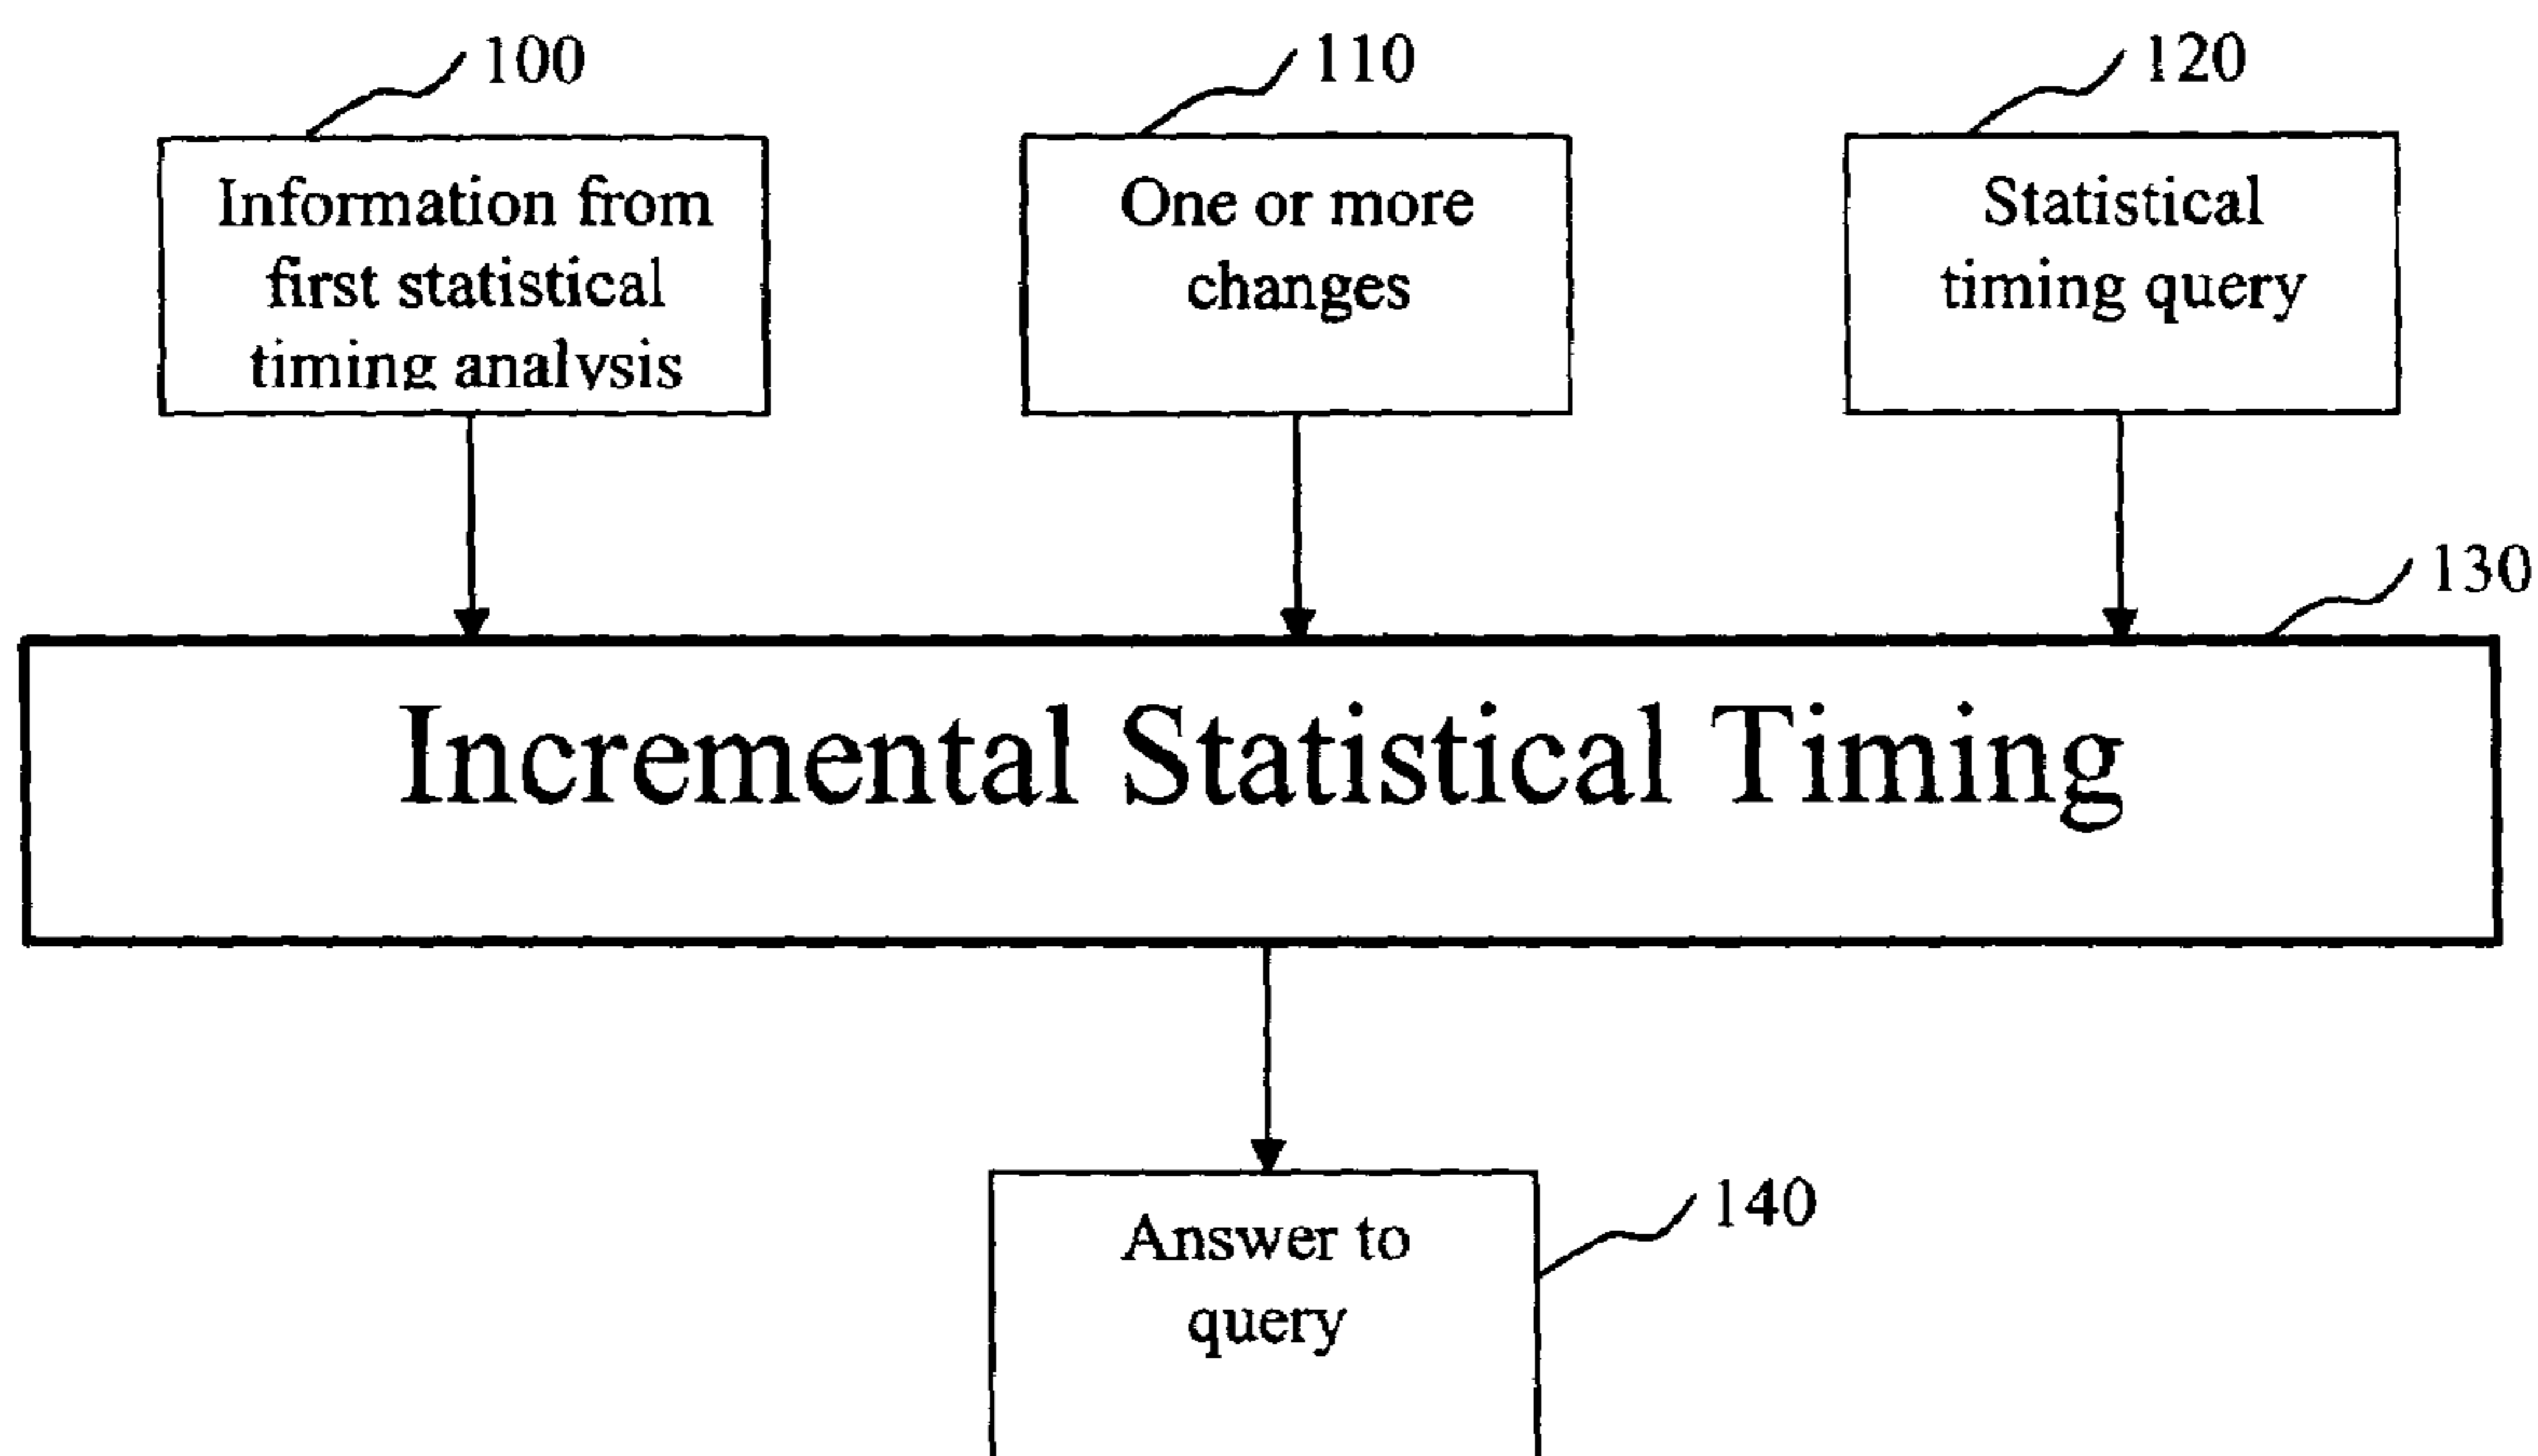 100
110
120
Information from
first statistical
timing analysis
One or more
changes
Statistical
timing query
130
Incremental Statistical Timing
Answer to
query
140